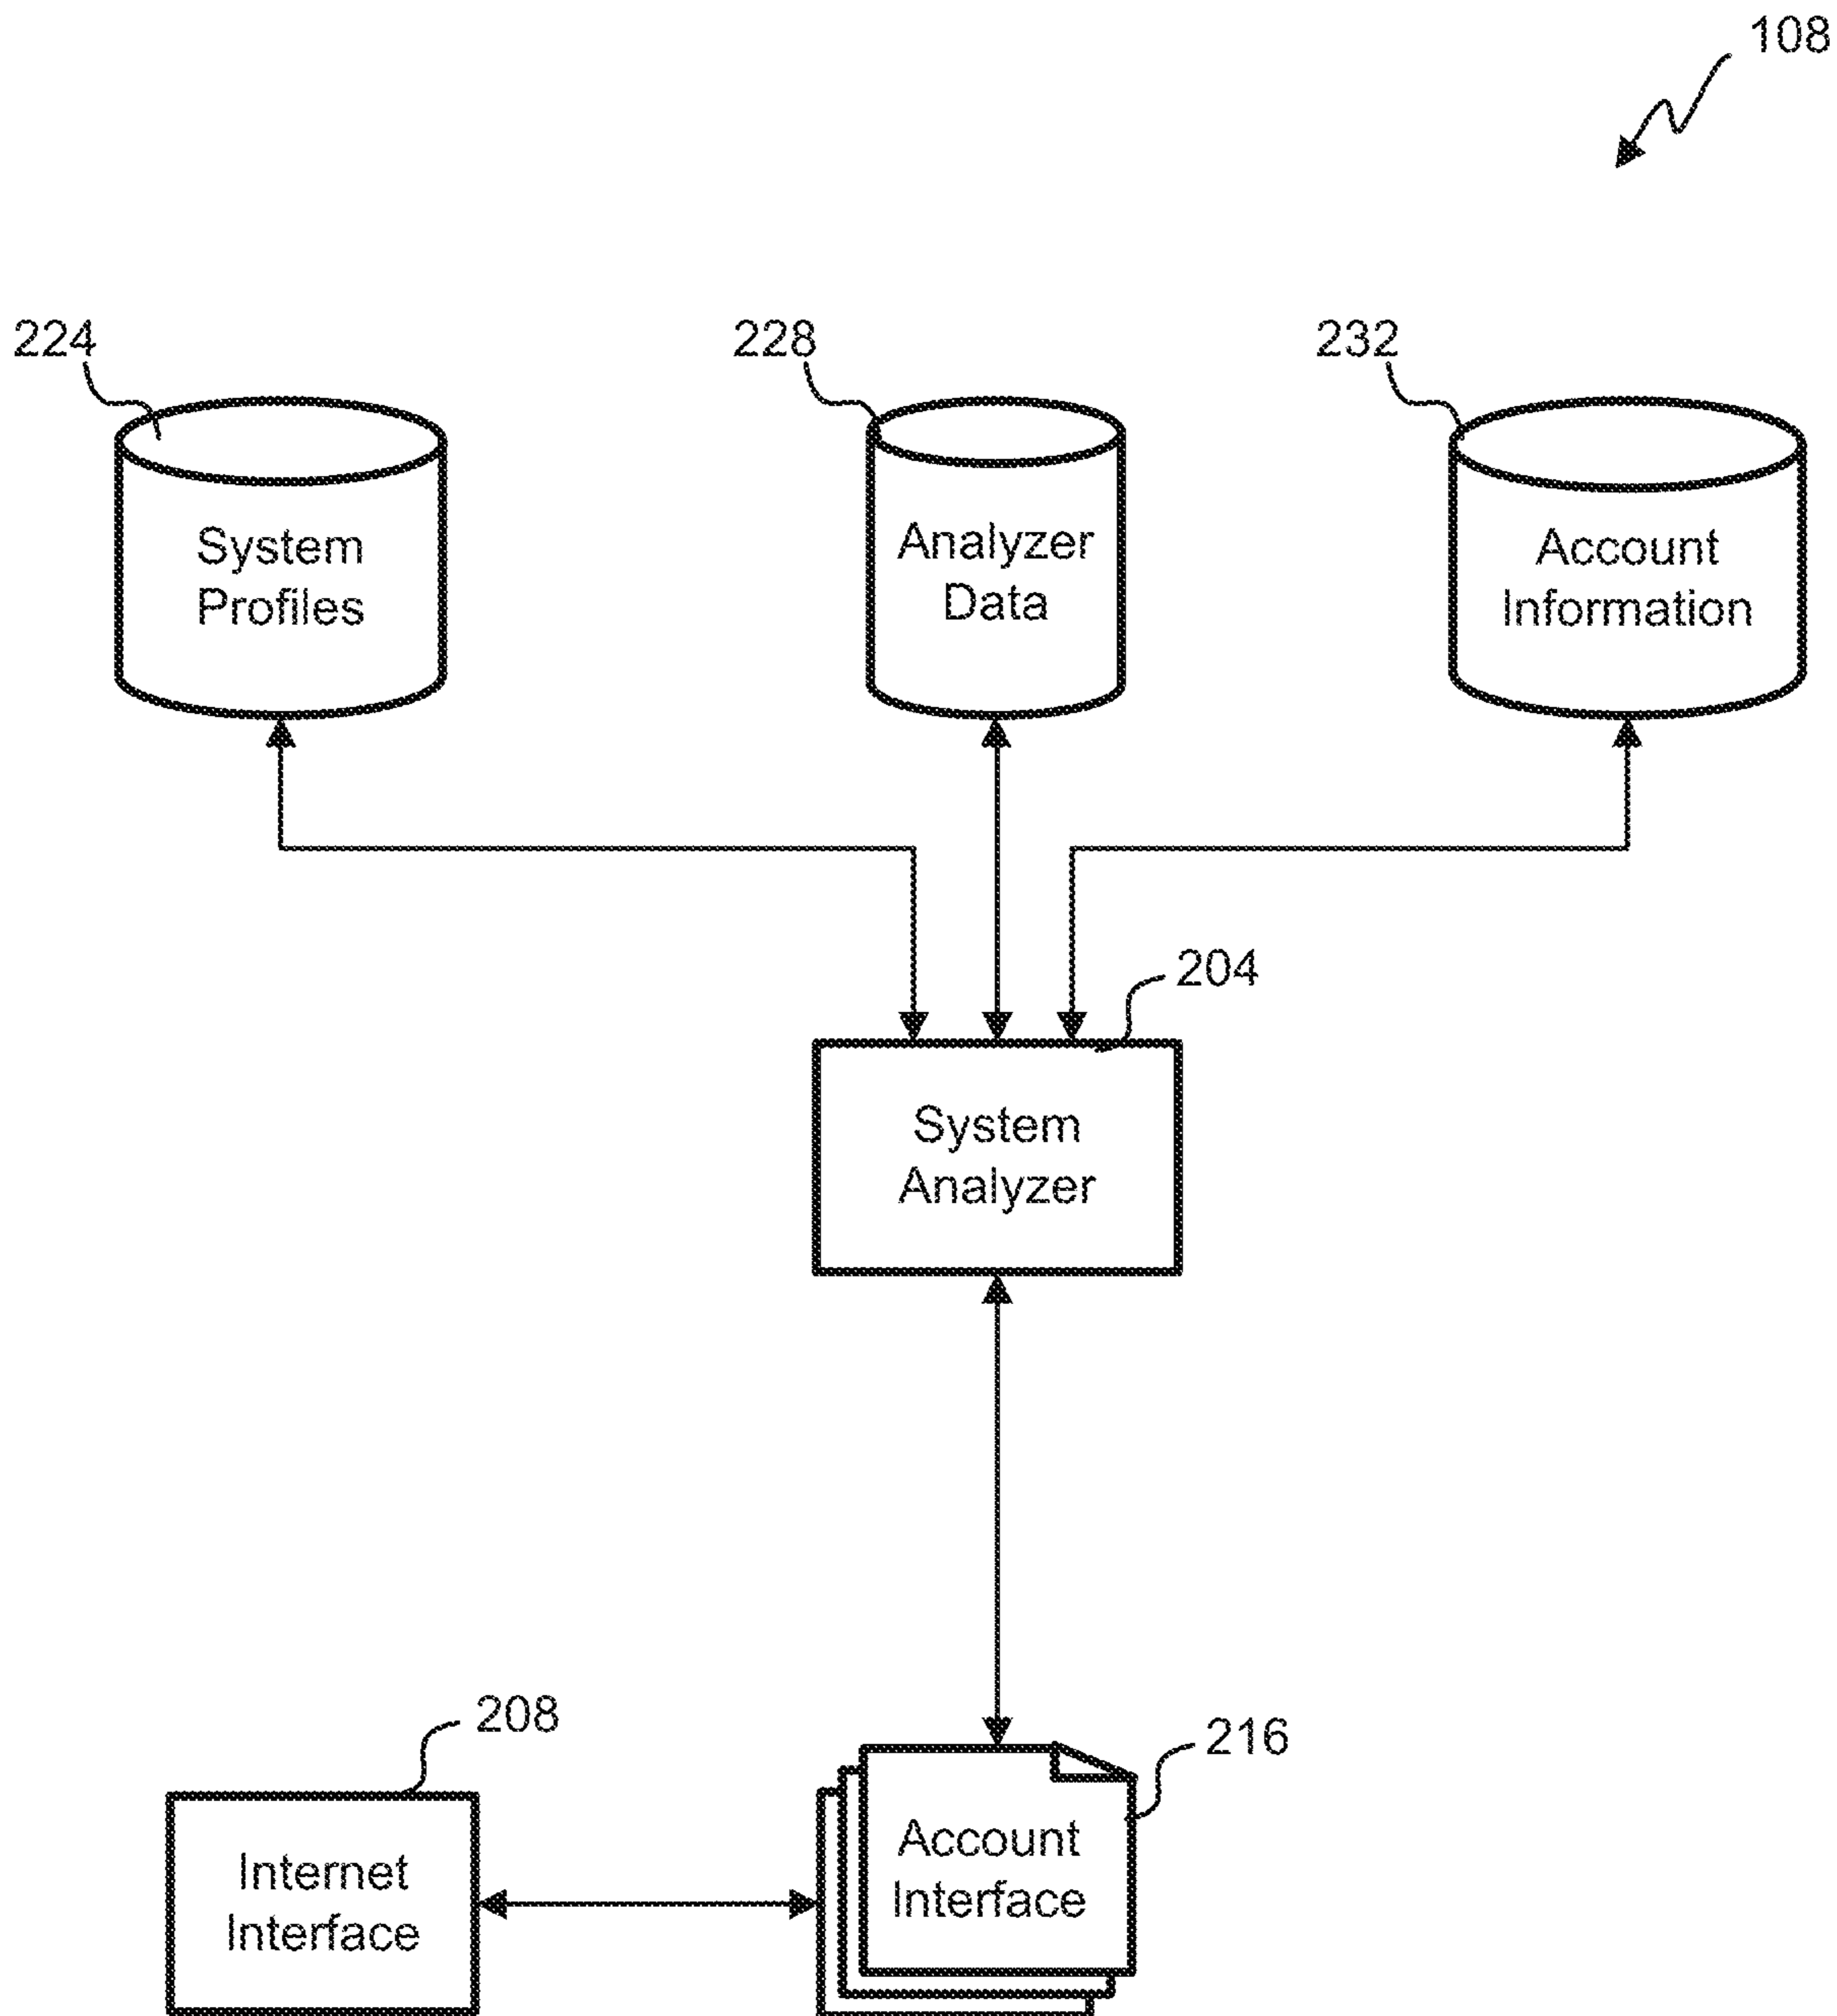 108
224
228
232
System
Profiles
Analyzer
Data
Account
Information
204
System
Analyzer
208
216
Internet
Interface
Account
Interface